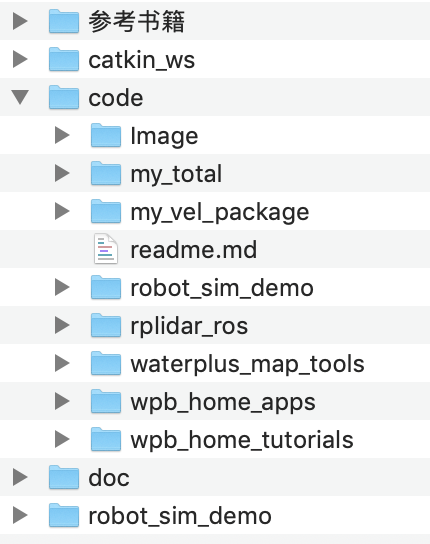 参考书籍
catkin_ws
code
Image
my_total
my_vel_package
readme.md
robot_sim_demo
rplidar_ros
waterplus_map_tools
wpb_home_apps
wpb_home_tutorials
doc
robot_sim_demo